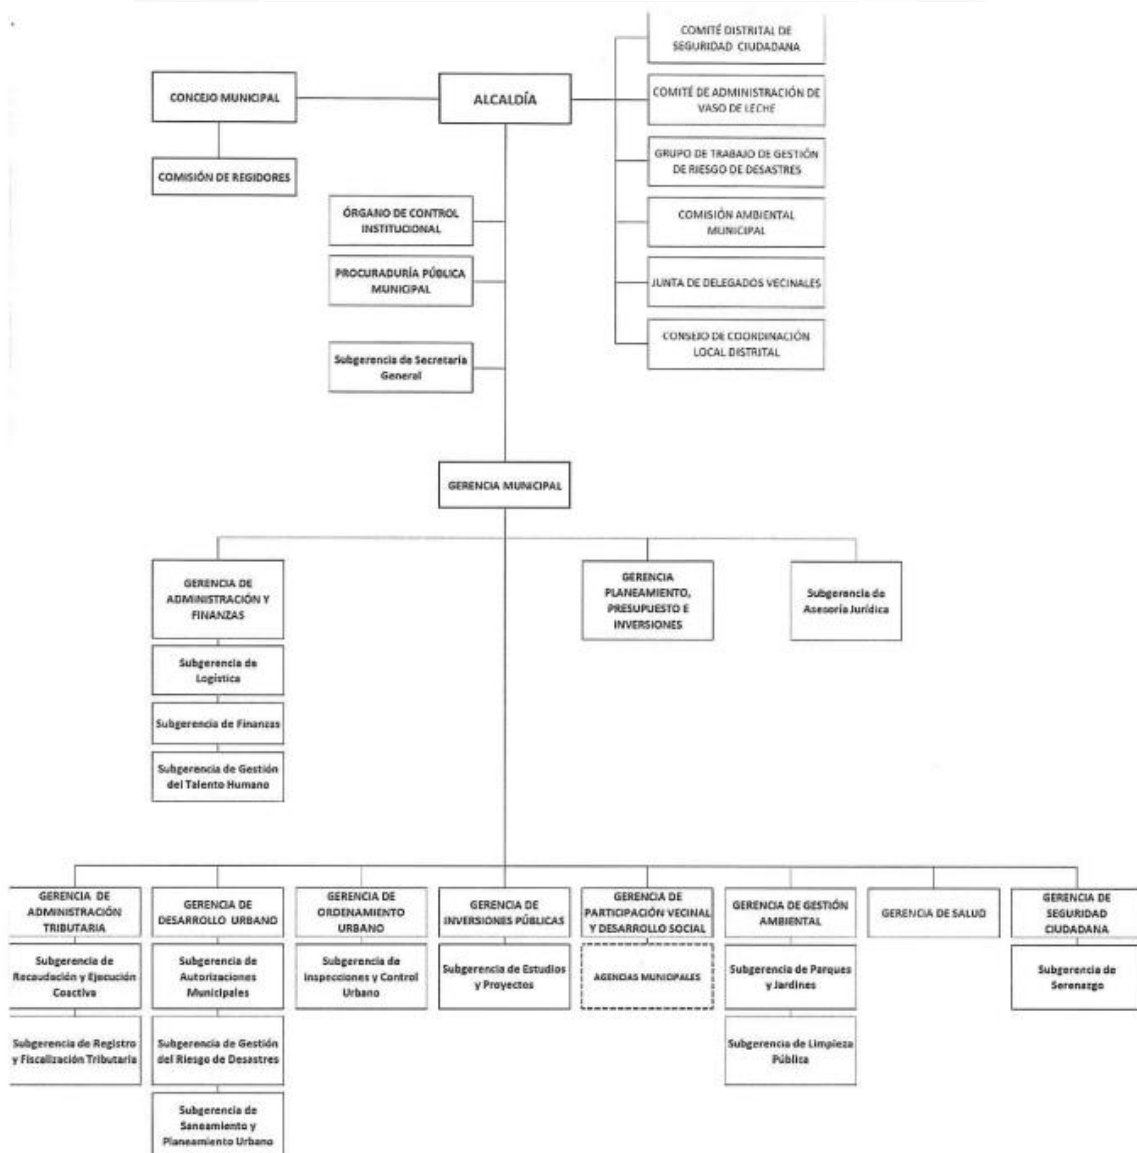 COMITÉ DISTRITAL DE
SEGURIDAD CIUDADANA
CONCEJO MUNICIPAL
ALCALDÍA
COMITÉ DE ADMINISTRACIÓN DE
VASO DE LECHE
COMISIÓN DE REGIDORES
GRUPO DE TRABAJO DE GESTIÓN
DE RIESGO DE DESASTRES
ÓRGANO DE CONTROL
INSTITUCIONAL
COMISIÓN AMBIENTAL
MUNICIPAL
PROCURADURÍA PÚBLICA
MUNICIPAL
JUNTA DE DELEGADOS VECINALES
Subgerencia de Secretaria
General
CONSEJO DE COORDINACIÓN
LOCAL DISTRITAL
GERENCIA MUNICIPAL
GERENCIA DE
ADMINISTRACIÓN Y
FINANZAS
GERENCIA
PLANEAMIENTO,
PRESUPUESTO E
INVERSIONES
Subgerencia de
Asesoría Jurídica
Subgerencia de
Logística
Subgerencia de Finanzas
Subgerencia de Gestión
del Talento Humano
GERENCIA DE
ADMINISTRACIÓN
TRIBUTARIA
GERENCIA DE
DESARROLLO URBANO
GERENCIA DE
ORDENAMIENTO
URBANO
GERENCIA DE
INVERSIONES PÚBLICAS
GERENCIA DE
PARTICIPACIÓN VECINAL
Y DESARROLLO SOCIAL
GERENCIA DE GESTIÓN
AMBIENTAL
GERENCIA DE SALUD
GERENCIA DE
SEGURIDAD
CIUDADANA
Subgerencia de
Recaudación y Ejecución
Coactiva
Subgerencia de
Autorizaciones
Municipales
Subgerencia de
Inspecciones y Control
Urbano
Subgerencia de Estudios
y Proyectos
AGENCIAS MUNICIPALES
Subgerencia de Parques
y Jardines
Subgerencia de
Serenazgo
Subgerencia de Registro
y Fiscalización Tributaria
Subgerencia de Gestión
del Riesgo de Desastres
Subgerencia de Limpieza
Pública
Subgerencia de
Saneamiento y
Planeamiento Urbano